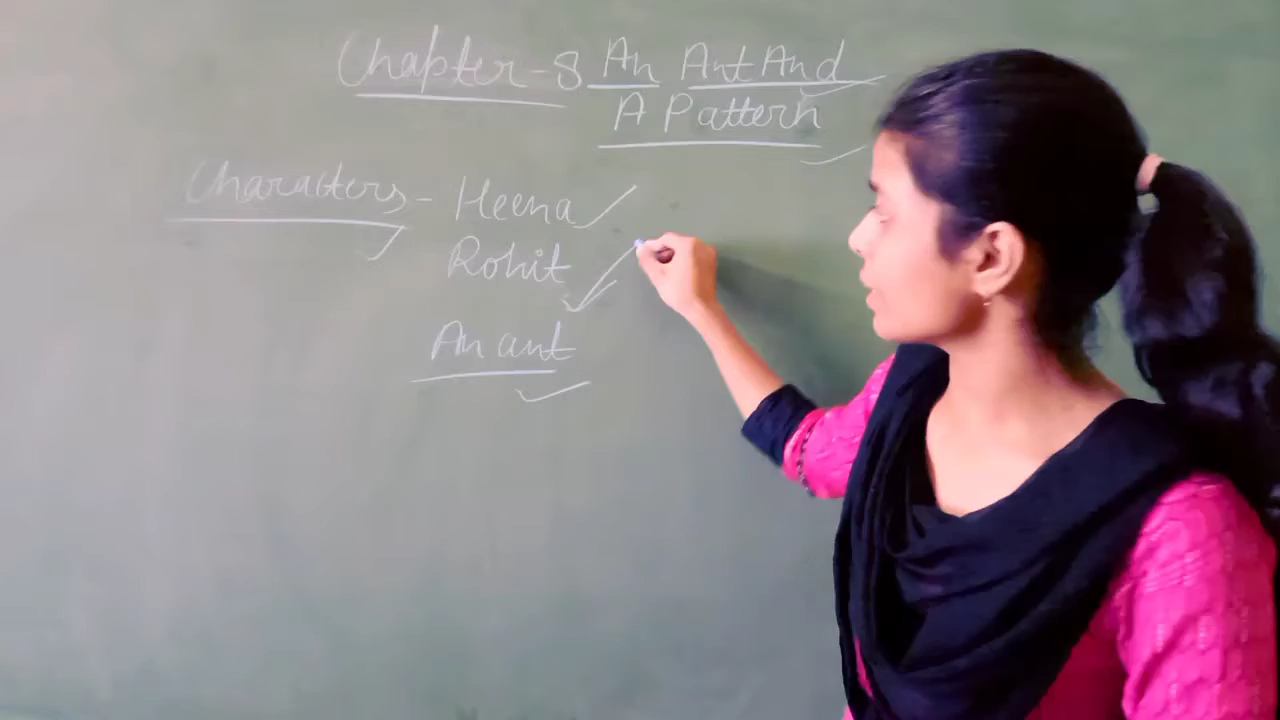 Chapter-8 An Ant And
A Pattern
Characters - Heena
Rohit
An ant